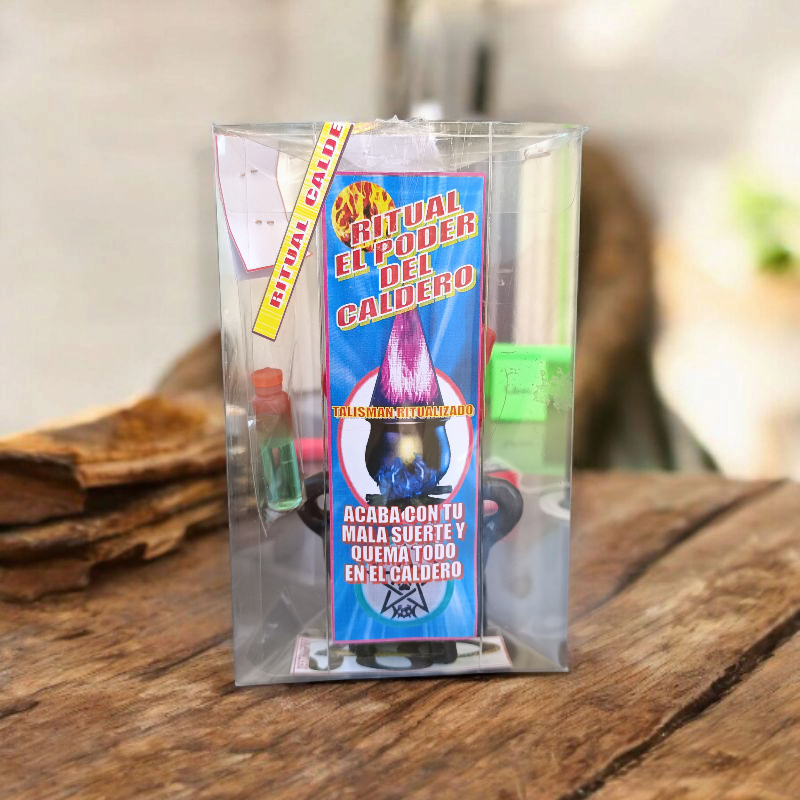 RITUAL CALDE
RITUAL
EL PODER
DEL
CALDERO
TALISMAN RITUALIZADO
ACABA CON TU
MALA SUERTE Y
QUEMA TODO
EN EL CALDERO